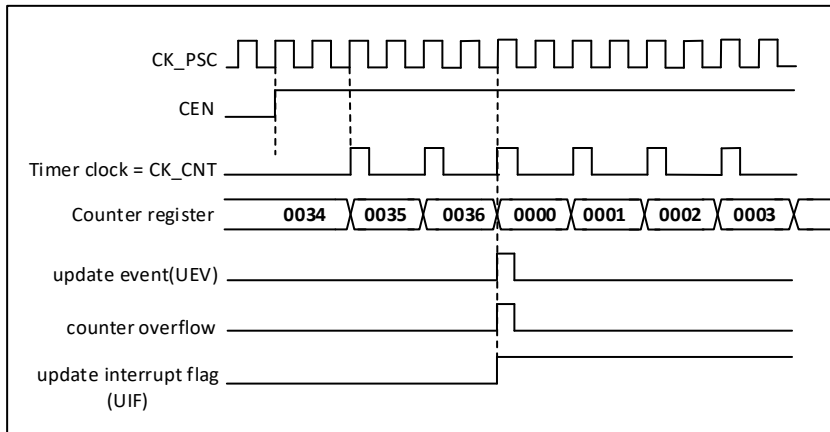 CK_PSC
CEN
Timer clock = CK_CNT
Counter register 0034 0035 0036 0000 0001 0002 0003
update event(UEV)
counter overflow
update interrupt flag
(UIF)